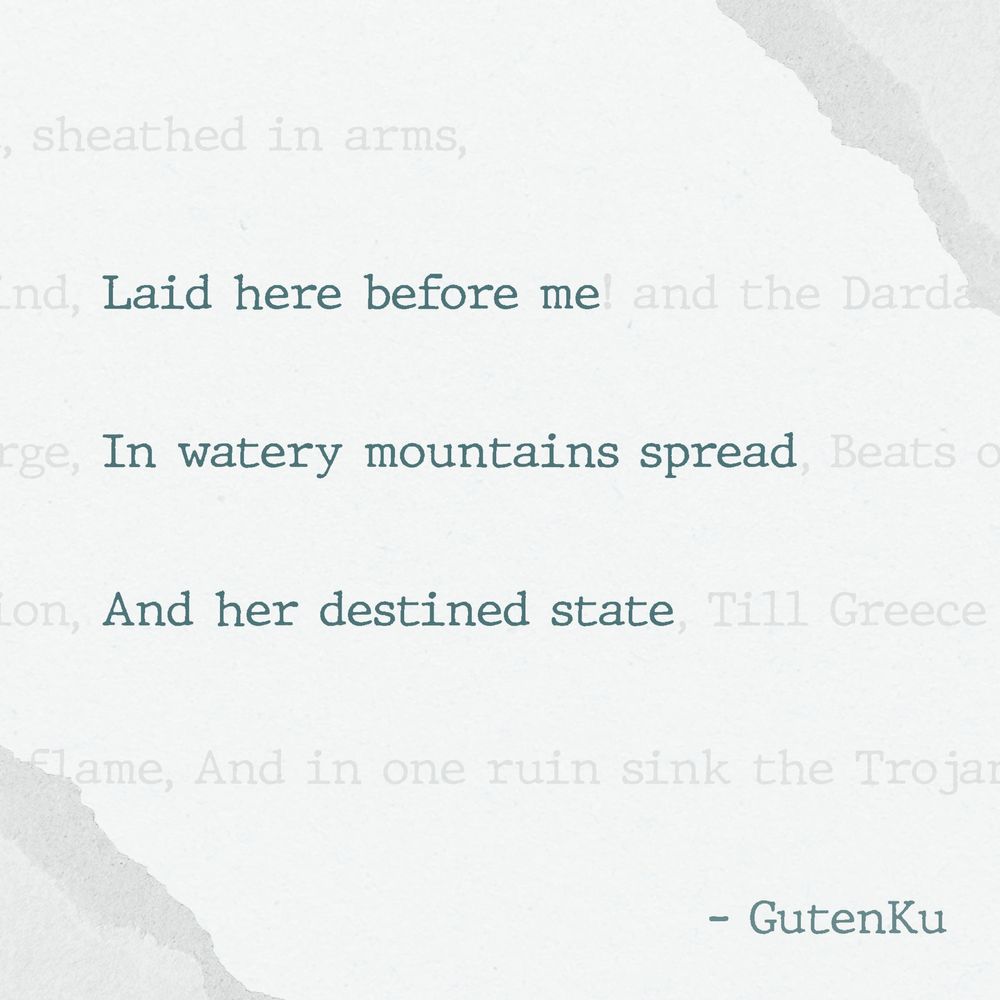 , sheathed in arms,
ind, Laid here before me! and the Darda
rge, In watery mountains spread, Beats o
ion, And her destined state, Till Greece
flame, And in one ruin sink the Trojan
- GutenKu